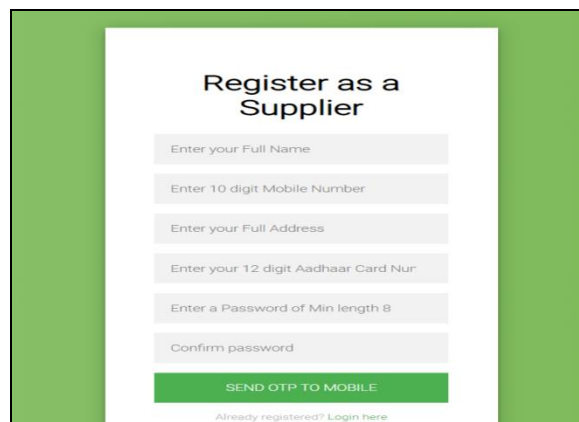 Register as a
Supplier
Enter your Full Name
Enter 10 digit Mobile Number
Enter your Full Address
Enter your 12 digit Aadhaar Card Nur
Enter a Password of Min length 8
Confirm password
SEND OTP TO MOBILE
Already registered? Login here